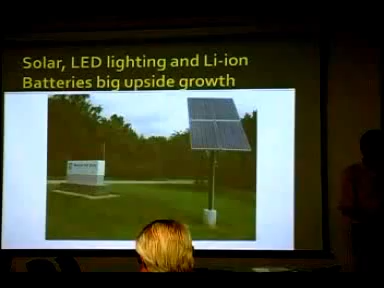 Solar, LED lighting and Li-ion
Batteries big upside growth